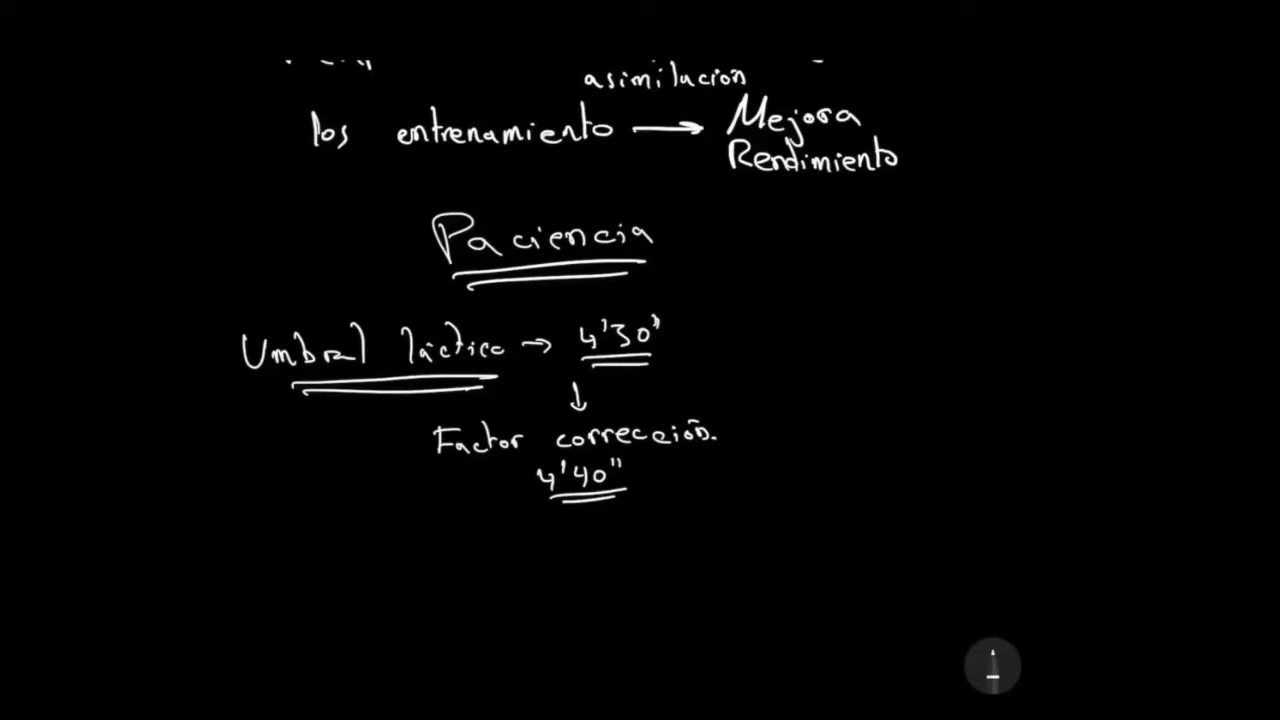 asimilación
los entrenamiento → Mejora
Rendimiento
Paciencia
Umbral láctico → 4'30"
↓
Factor corrección.
4'40"